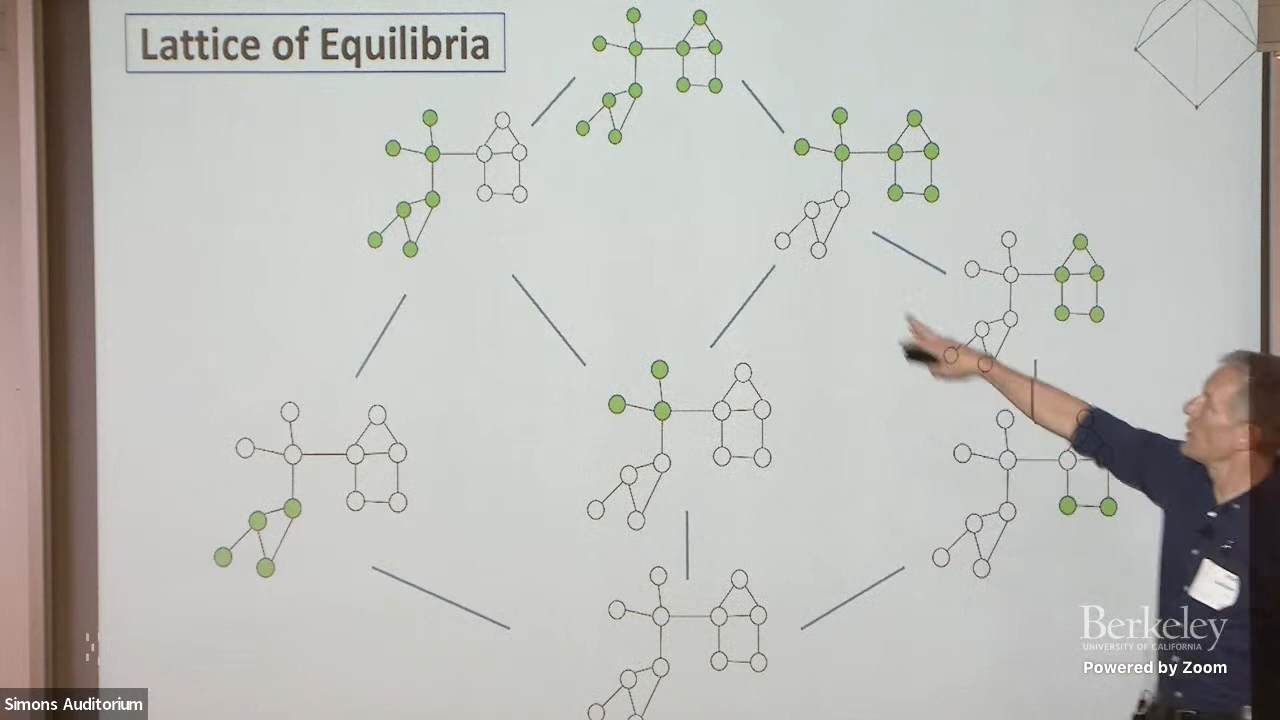 Lattice of Equilibria
Berkeley
UNIVERSITY OF CALIFORNIA
Powered by Zoom
Simons Auditorium